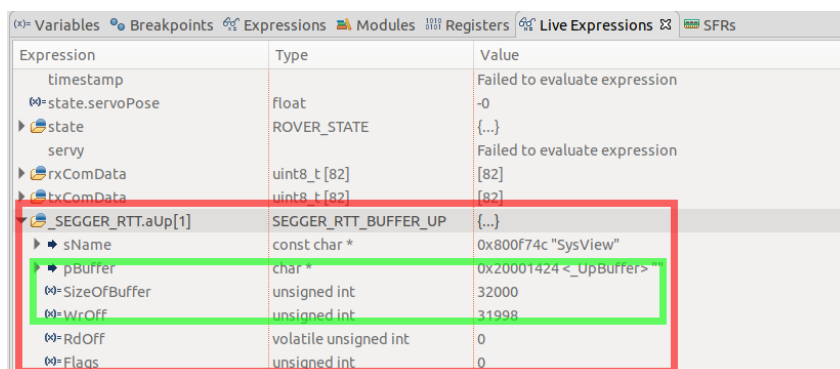 (x)= Variables Breakpoints Expressions Modules Registers Live Expressions SFRs
Expression Type Value
timestamp Failed to evaluate expression
(x)= state.servoPose float -0
state ROVER_STATE {...}
servy Failed to evaluate expression
rxComData uint8_t [82] [82]
txComData uint8_t [82] [82]
_SEGGER_RTT.aUp[1] SEGGER_RTT_BUFFER_UP {...}
sName const char * 0x800f74c "SysView"
pBuffer char * 0x20001424 <_UpBuffer> ""
(x)= SizeOfBuffer unsigned int 32000
(x)= WrOff unsigned int 31998
(x)= RdOff volatile unsigned int 0
(x)= Flags unsigned int 0